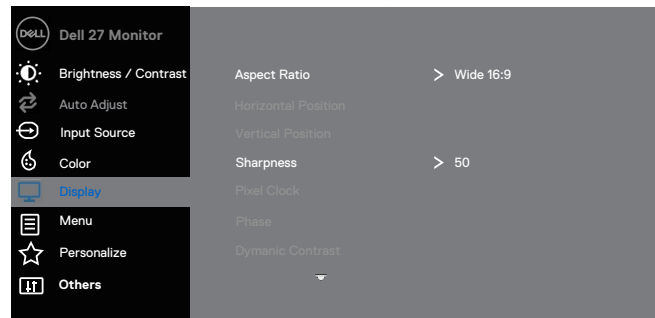 DELL Dell 27 Monitor
Brightness / Contrast
Auto Adjust
Input Source
Color
Display
Menu
Personalize
Others
Aspect Ratio > Wide 16:9
Horizontal Position
Vertical Position
Sharpness > 50
Pixel Clock
Phase
Dymanic Contrast